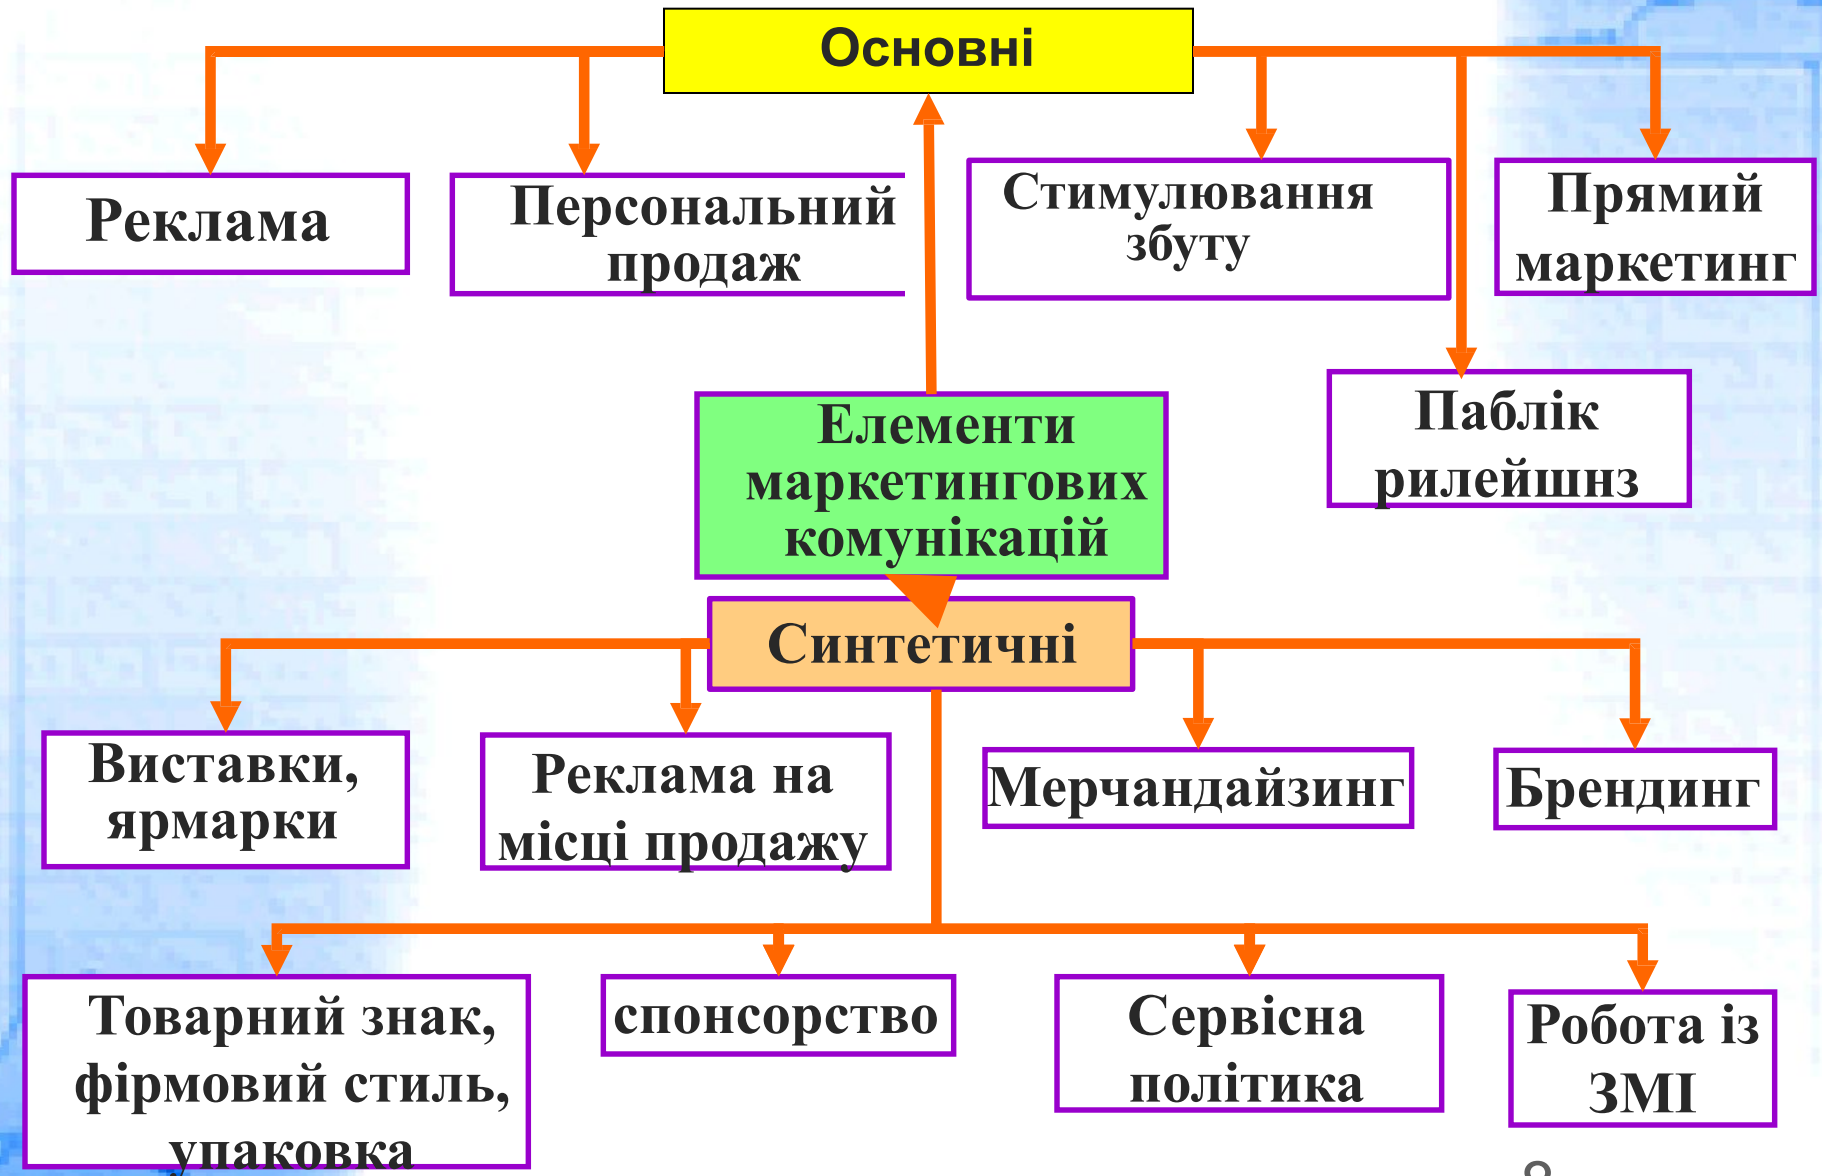 Основні
Реклама
Персональний
продаж
Стимулювання
збуту
Прямий
маркетинг
Паблік
рилейшнз
Елементи
маркетингових
комунікацій
Синтетичні
Виставки,
ярмарки
Реклама на
місці продажу
Мерчандайзинг
Брендинг
Товарний знак,
фірмовий стиль,
упаковка
спонсорство
Сервісна
політика
Робота із
ЗМІ